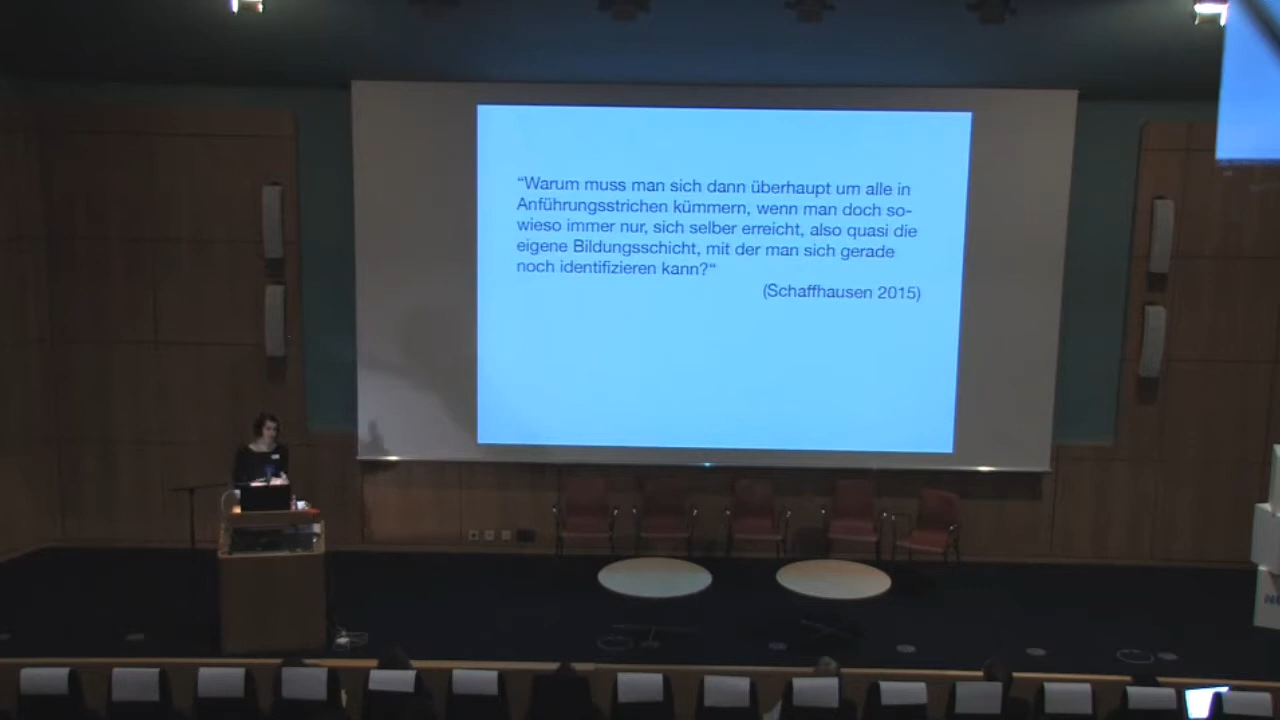 “Warum muss man sich dann überhaupt um alle in
Anführungsstrichen kümmern, wenn man doch so-
wieso immer nur, sich selber erreicht, also quasi die
eigene Bildungsschicht, mit der man sich gerade
noch identifizieren kann?“
(Schaffhausen 2015)